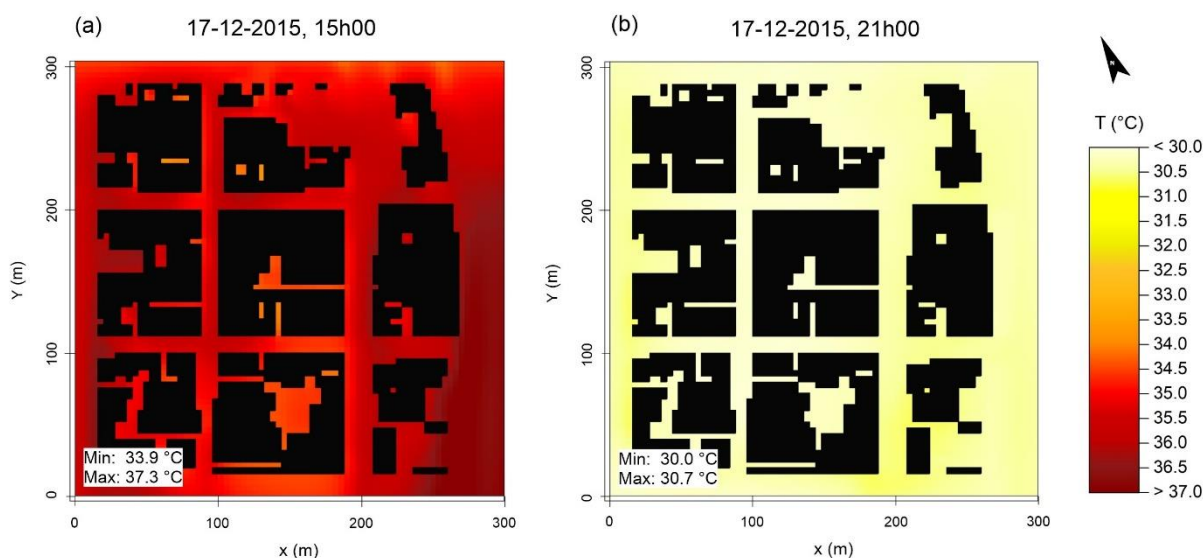 (a) 17-12-2015, 15h00
300
200
100
0
Y (m)
Min: 33.9 °C
Max: 37.3 °C
0 100 200 300
x (m)
(b) 17-12-2015, 21h00
300
200
100
0
Y (m)
Min: 30.0 °C
Max: 30.7 °C
0 100 200 300
x (m)
N
T (°C)
< 30.0
30.5
31.0
31.5
32.0
32.5
33.0
33.5
34.0
34.5
35.0
35.5
36.0
36.5
> 37.0